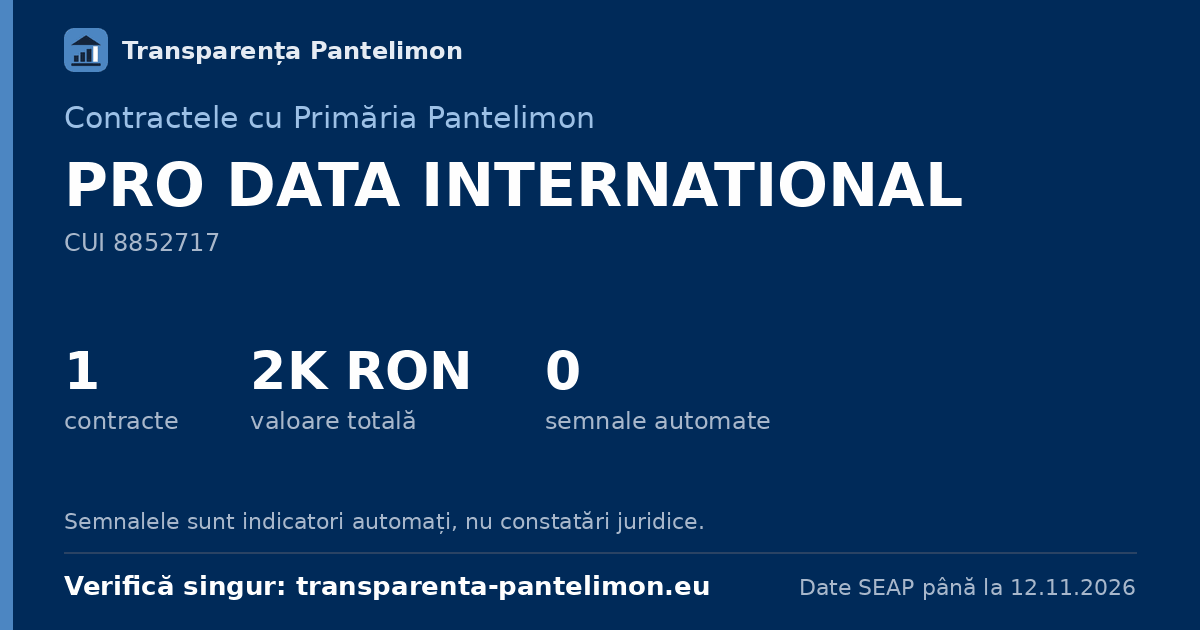 Transparența Pantelimon
Contractele cu Primăria Pantelimon
PRO DATA INTERNATIONAL
CUI 8852717
1
contracte
2K RON
valoare totală
0
semnale automate
Semnalele sunt indicatori automați, nu constatări juridice.
Verifică singur: transparenta-pantelimon.eu
Date SEAP până la 12.11.2026